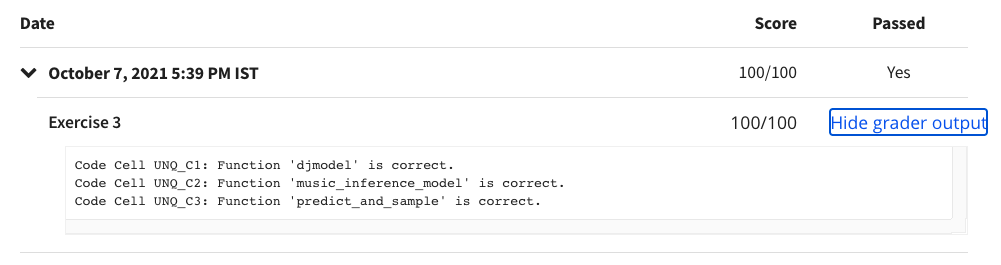 Date Score Passed
October 7, 2021 5:39 PM IST 100/100 Yes
Exercise 3 100/100 Hide grader output
Code Cell UNQ_C1: Function 'djmodel' is correct.
Code Cell UNQ_C2: Function 'music_inference_model' is correct.
Code Cell UNQ_C3: Function 'predict_and_sample' is correct.